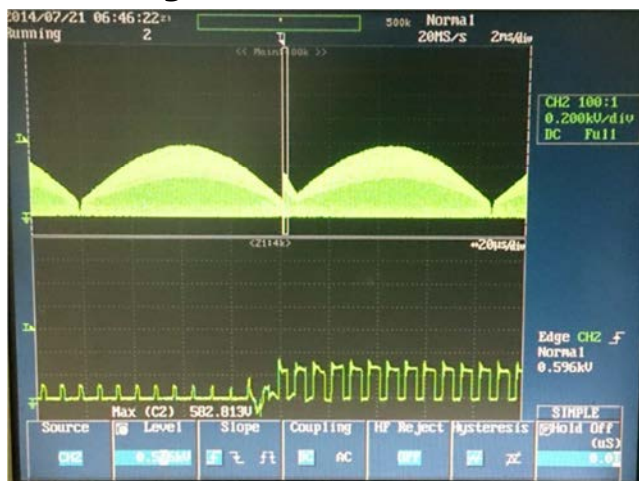 2014/07/21 06:46:22
Running 2
500k Normal
20MS/s 2ms/div
<< Main:100k >>
CH2 100:1
0.200kV/div
DC Full
20µs/div
Edge CH2
Normal
0.596kV
Max (C2) 582.813V
SIMPLE
Source Level Slope Coupling HF Reject Hysteresis Hold Off
(uS)
CH2 DC AC OFF